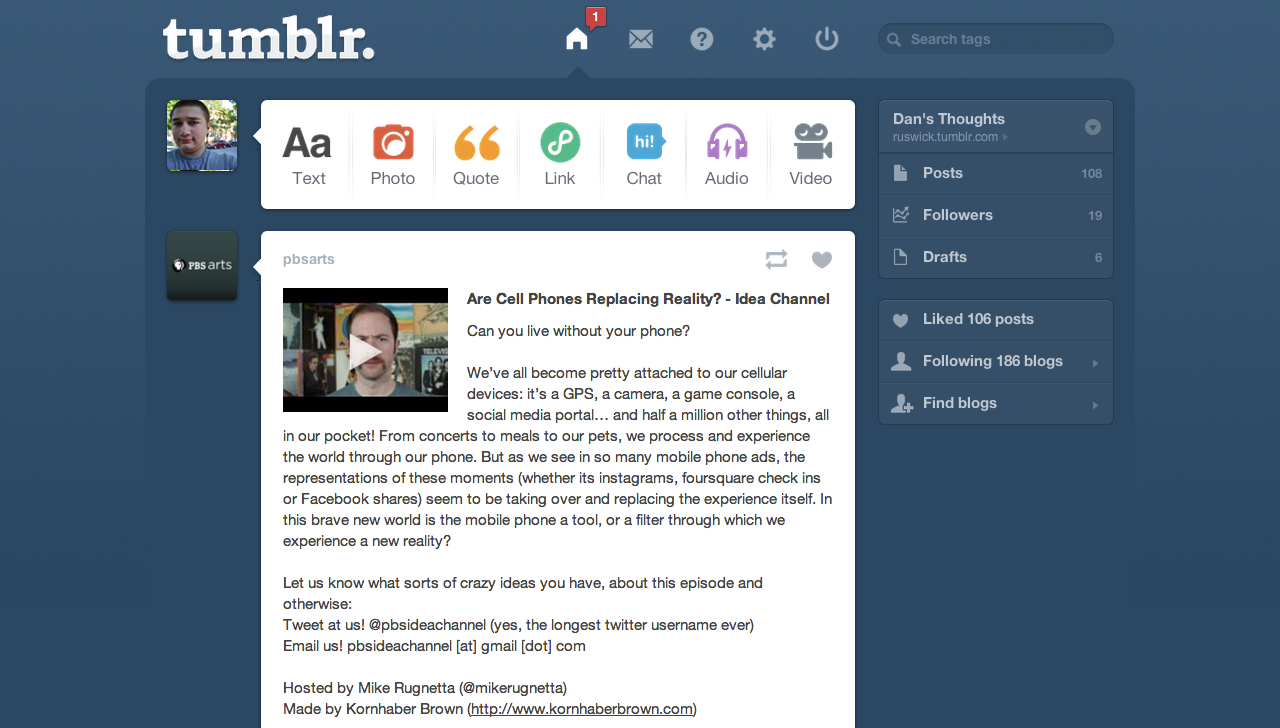 tumblr.
1
Search tags
Aa
Text
Photo
Quote
Link
hi!
Chat
Audio
Video
Dan's Thoughts
ruswick.tumblr.com
Posts 108
Followers 19
Drafts 6
Liked 106 posts
Following 186 blogs
Find blogs
PBS arts
pbsarts
Are Cell Phones Replacing Reality? - Idea Channel
Can you live without your phone?
We’ve all become pretty attached to our cellular
devices: it’s a GPS, a camera, a game console, a
social media portal… and half a million other things, all
in our pocket! From concerts to meals to our pets, we process and experience
the world through our phone. But as we see in so many mobile phone ads, the
representations of these moments (whether its instagrams, foursquare check ins
or Facebook shares) seem to be taking over and replacing the experience itself. In
this brave new world is the mobile phone a tool, or a filter through which we
experience a new reality?
Let us know what sorts of crazy ideas you have, about this episode and
otherwise:
Tweet at us! @pbsideachannel (yes, the longest twitter username ever)
Email us! pbsideachannel [at] gmail [dot] com
Hosted by Mike Rugnetta (@mikerugnetta)
Made by Kornhaber Brown (http://www.kornhaberbrown.com)